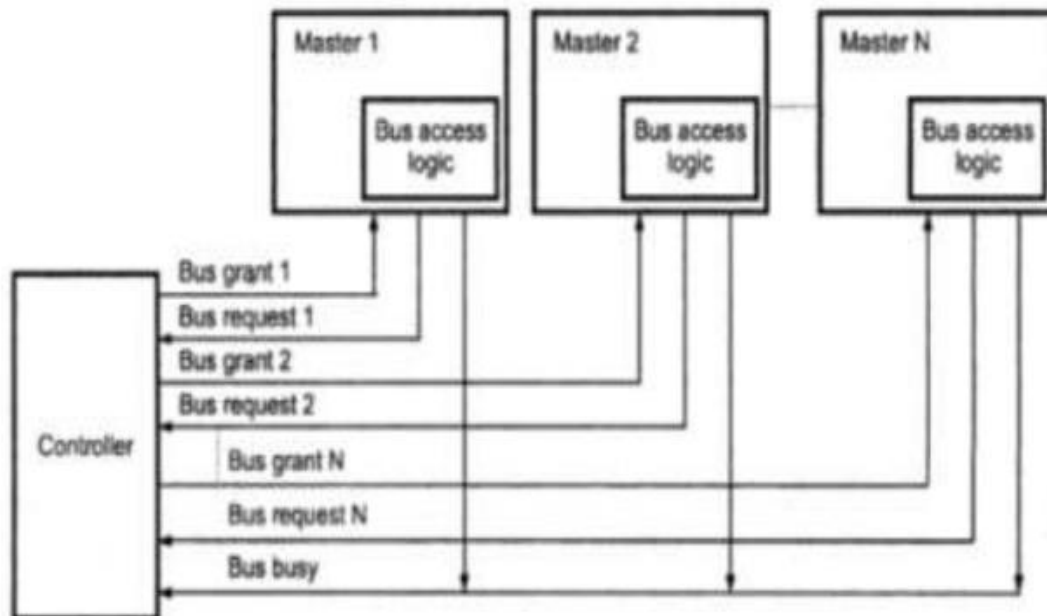 Master 1
Master 2
Master N
Bus access
logic
Bus access
logic
Bus access
logic
Bus grant 1
Bus request 1
Bus grant 2
Bus request 2
Controller
Bus grant N
Bus request N
Bus busy